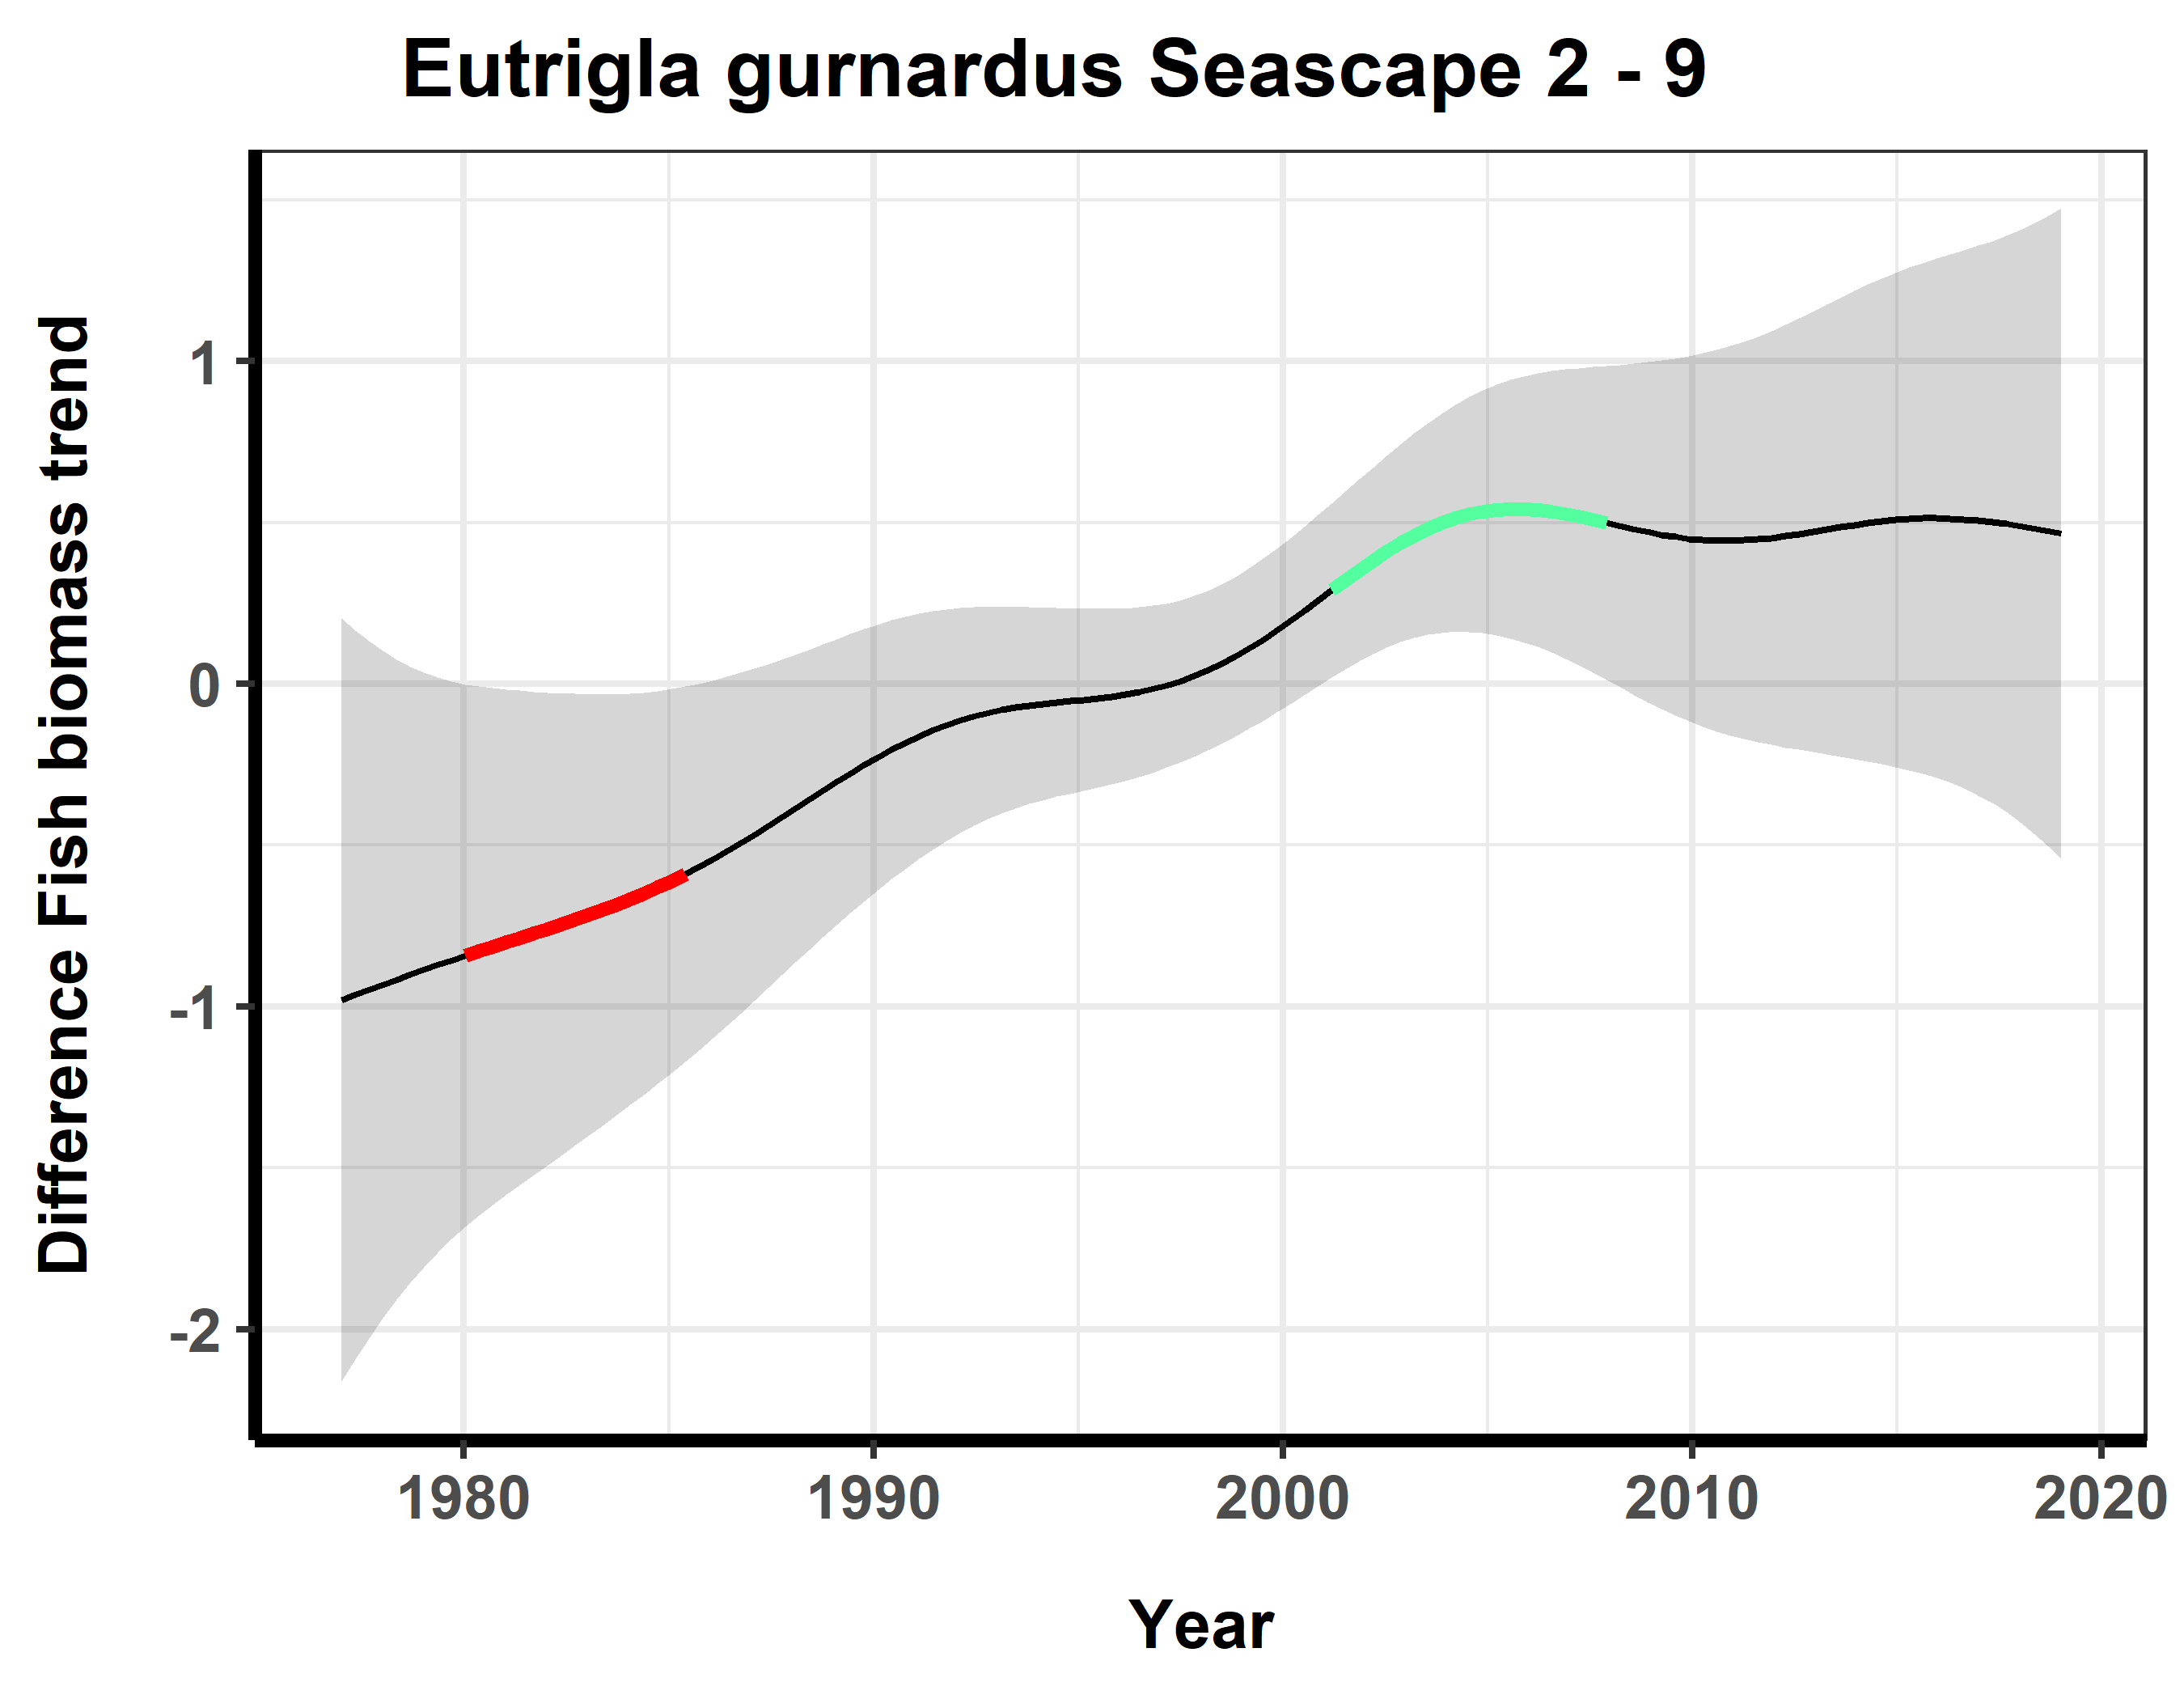 Eutrigla gurnardus Seascape 2 - 9
Difference Fish biomass trend
1
0
-1
-2
1980 1990 2000 2010 2020
Year